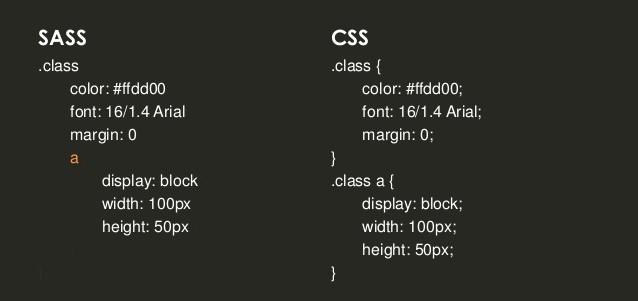 SASS
.class
color: #ffdd00
font: 16/1.4 Arial
margin: 0
a
display: block
width: 100px
height: 50px
CSS
.class {
color: #ffdd00;
font: 16/1.4 Arial;
margin: 0;
}
.class a {
display: block;
width: 100px;
height: 50px;
}